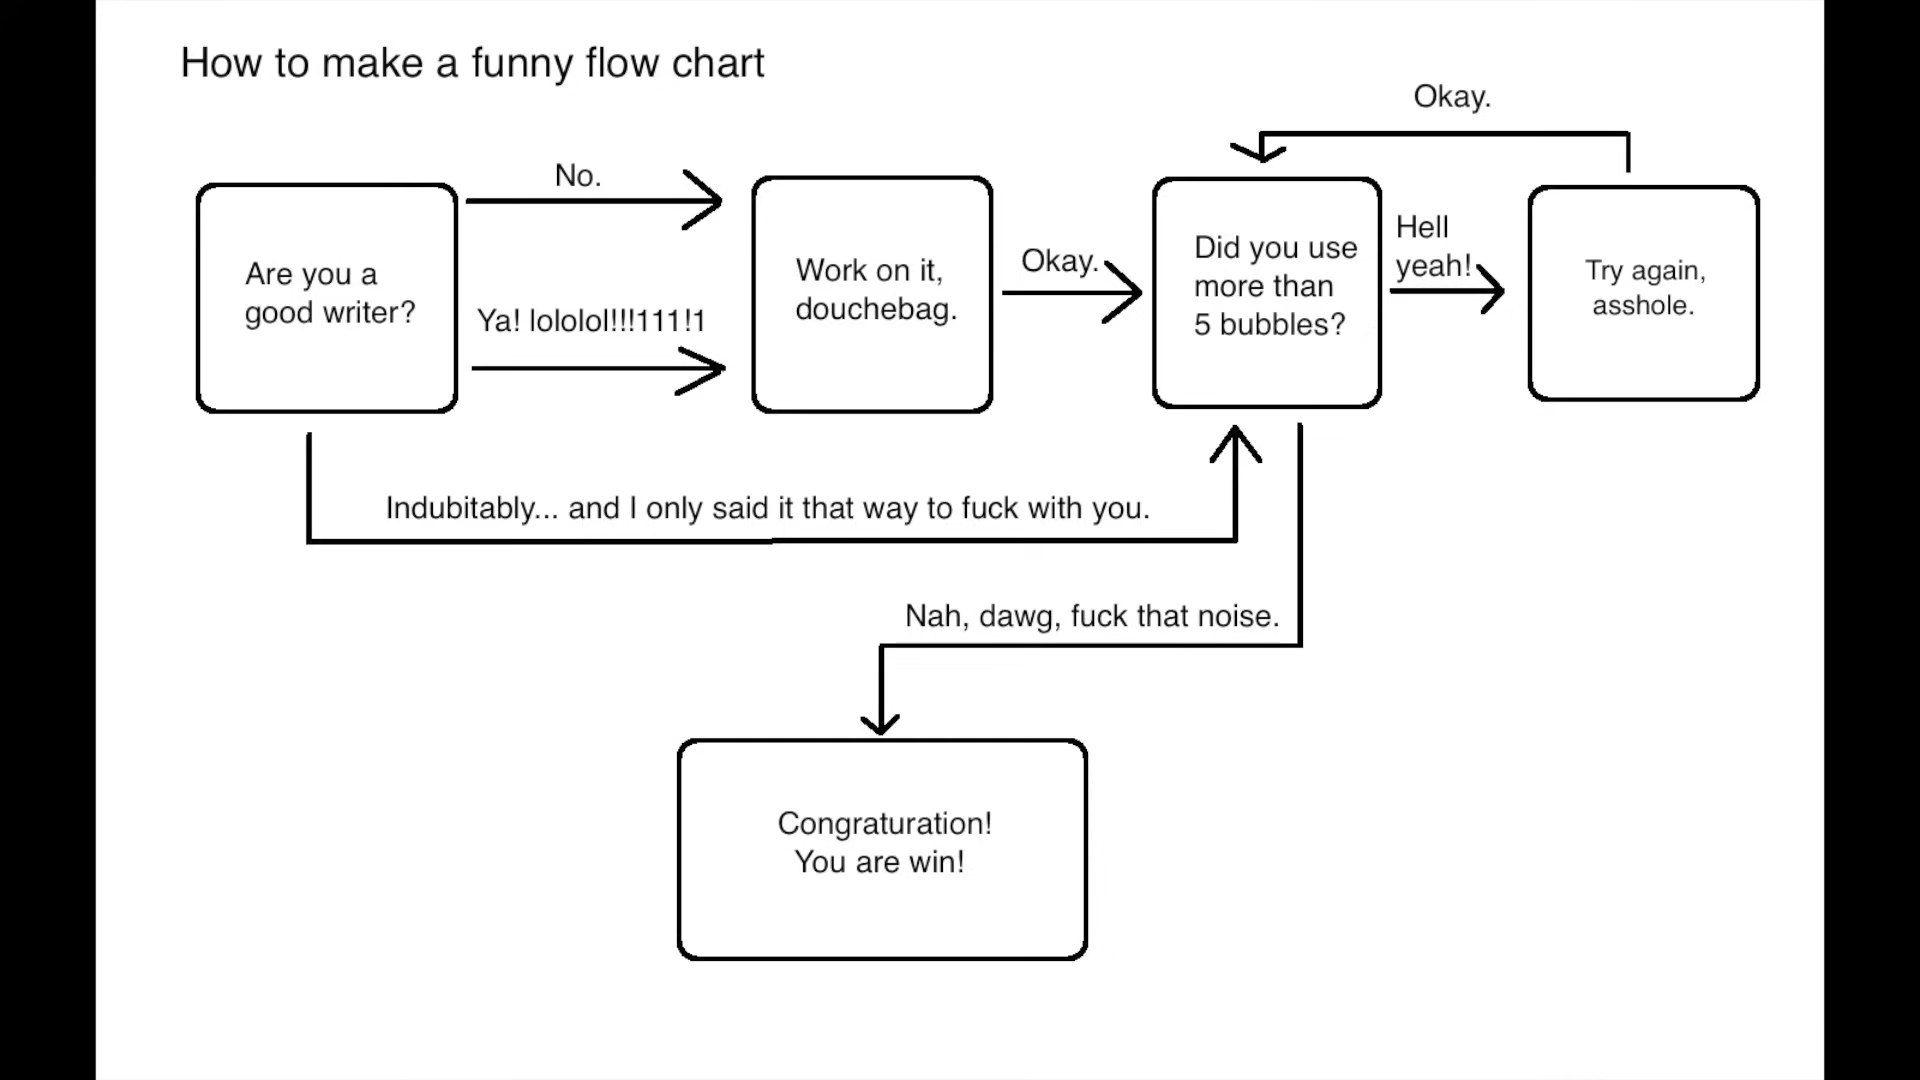 How to make a funny flow chart
Okay.
No.
Are you a
good writer?
Ya! lololol!!!111!1
Work on it,
douchebag.
Okay.
Did you use
more than
5 bubbles?
Hell
yeah!
Try again,
asshole.
Indubitably... and I only said it that way to fuck with you.
Nah, dawg, fuck that noise.
Congraturation!
You are win!